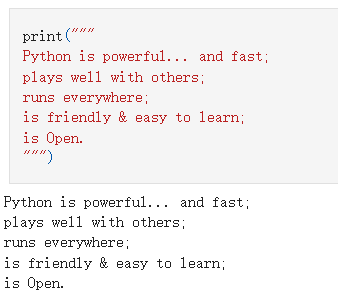 print("""
Python is powerful... and fast;
plays well with others;
runs everywhere;
is friendly & easy to learn;
is Open.
""")
Python is powerful... and fast;
plays well with others;
runs everywhere;
is friendly & easy to learn;
is Open.